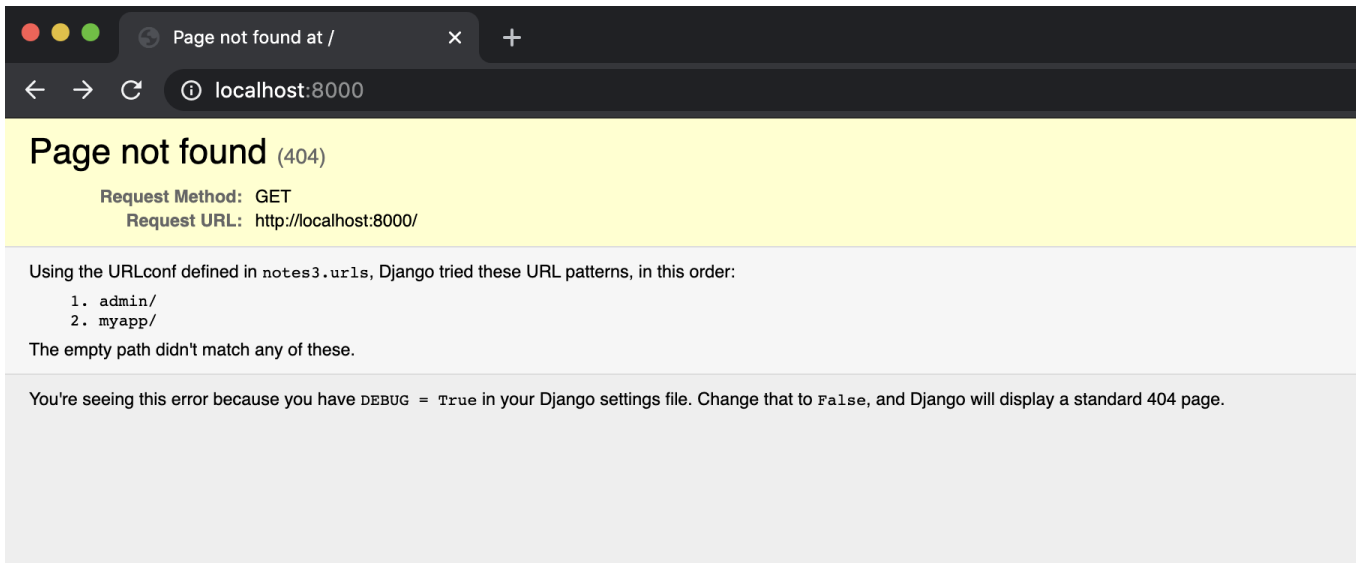 Page not found at /
localhost:8000
Page not found (404)
Request Method: GET
Request URL: http://localhost:8000/
Using the URLconf defined in notes3.urls, Django tried these URL patterns, in this order:
1. admin/
2. myapp/
The empty path didn't match any of these.
You're seeing this error because you have DEBUG = True in your Django settings file. Change that to False, and Django will display a standard 404 page.